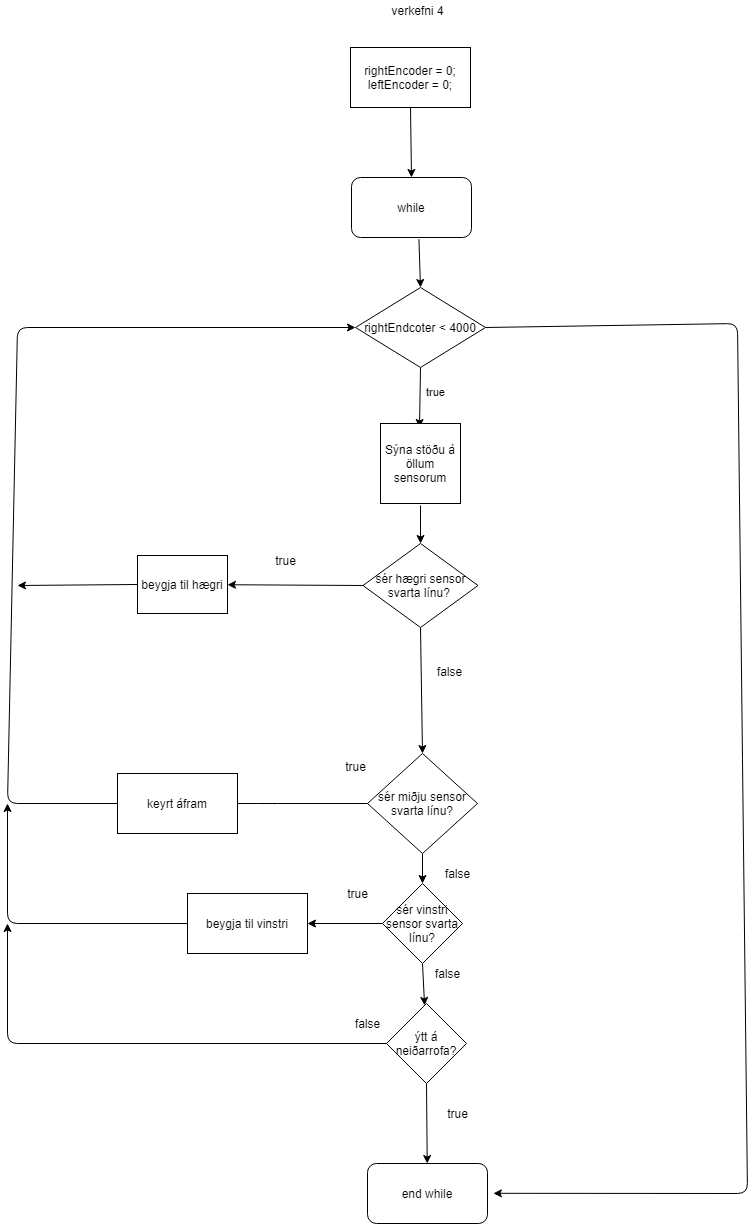 verkefni 4
rightEncoder = 0;
leftEncoder = 0;
while
rightEndcoter < 4000
true
Sýna stöðu á
öllum
sensorum
true
beygja til hægri
sér hægri sensor
svarta línu?
false
true
keyrt áfram
sér miðju sensor
svarta línu?
false
true
beygja til vinstri
sér vinstri
sensor svarta
línu?
false
false
ýtt á
neiðarrofa?
true
end while